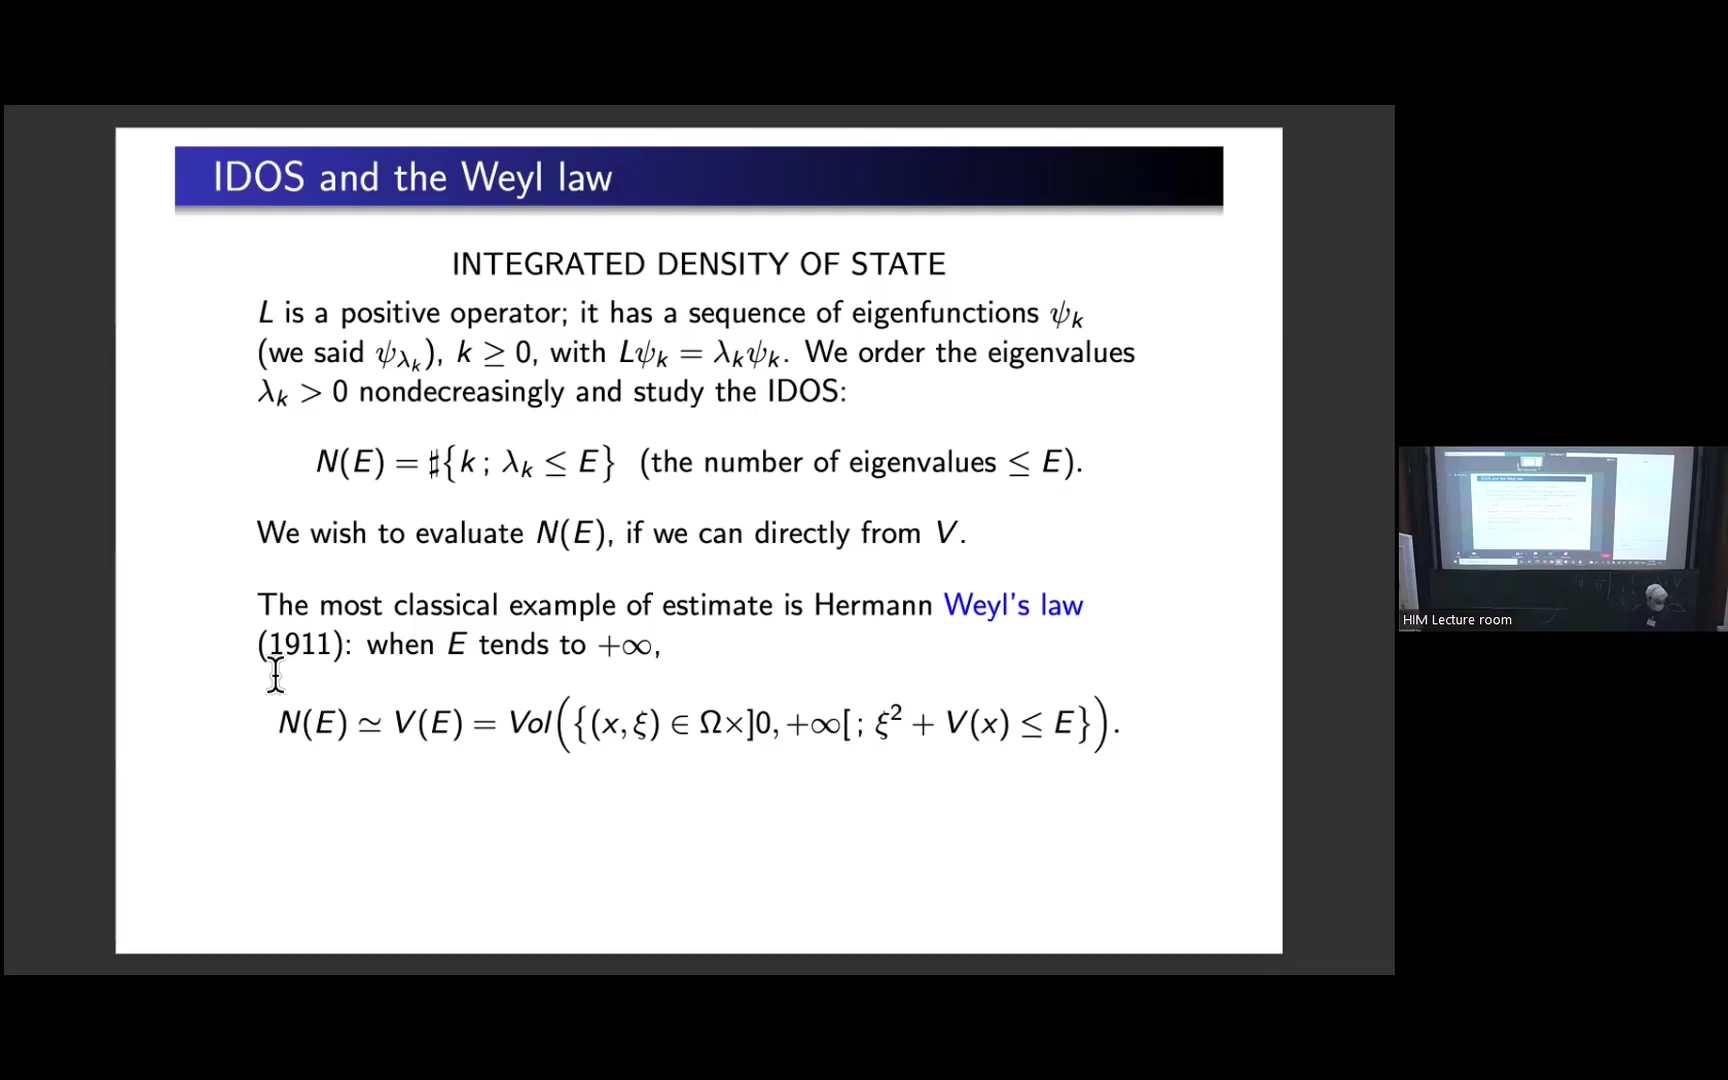 IDOS and the Weyl law
INTEGRATED DENSITY OF STATE
L is a positive operator; it has a sequence of eigenfunctions ψ_k
(we said ψ_{λ_k}), k ≥ 0, with Lψ_k = λ_kψ_k. We order the eigenvalues
λ_k > 0 nondecreasingly and study the IDOS:
N(E) = ♯{k ; λ_k ≤ E} (the number of eigenvalues ≤ E).
We wish to evaluate N(E), if we can directly from V.
The most classical example of estimate is Hermann Weyl's law
(1911): when E tends to +∞,
N(E) ≃ V(E) = Vol({(x, ξ) ∈ Ω×]0, +∞[ ; ξ² + V(x) ≤ E}).
HIM Lecture room